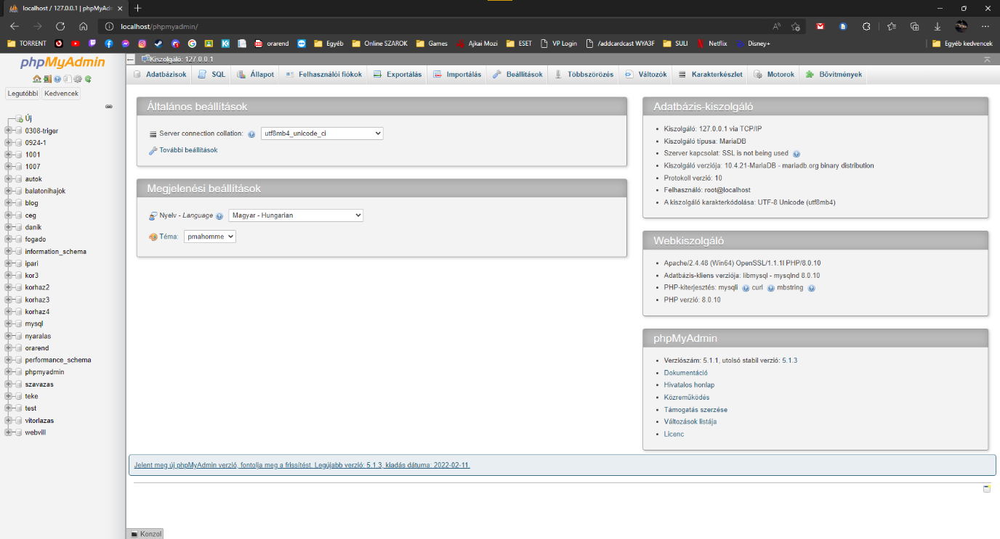 localhost / 127.0.0.1 | phpMyAdm
localhost/phpmyadmin/
TORRENT
orarend
Egyéb
Online SZAROK
Games
Ajkai Mozi
ESET
VP Login
/addcardcast WYA3F
SULI
Netflix
Disney+
Egyéb kedvencek
phpMyAdmin
Legutóbbi Kedvencek
Új
0308-triger
0924-1
1001
1007
autok
balatonihajok
blog
ceg
danik
fogado
information_schema
ipari
kor3
korhaz2
korhaz3
korhaz4
mysql
nyaralas
orarend
performance_schema
phpmyadmin
szavazas
teke
test
vitorlazas
webvill
Kiszolgáló: 127.0.0.1
Adatbázisok SQL Állapot Felhasználói fiókok Exportálás Importálás Beállítások Többszörözés Változók Karakterkészlet Motorok Bővítmények
Általános beállítások
Server connection collation: utf8mb4_unicode_ci
További beállítások
Megjelenési beállítások
Nyelv - Language Magyar - Hungarian
Téma: pmahomme
Adatbázis-kiszolgáló
Kiszolgáló: 127.0.0.1 via TCP/IP
Kiszolgáló típusa: MariaDB
Szerver kapcsolat: SSL is not being used
Kiszolgáló verziója: 10.4.21-MariaDB - mariadb.org binary distribution
Protokoll verzió: 10
Felhasználó: root@localhost
A kiszolgáló karakterkódolása: UTF-8 Unicode (utf8mb4)
Webkiszolgáló
Apache/2.4.48 (Win64) OpenSSL/1.1.1l PHP/8.0.10
Adatbázis-kliens verziója: libmysql - mysqlnd 8.0.10
PHP-kiterjesztés: mysqli curl mbstring
PHP verzió: 8.0.10
phpMyAdmin
Verziószám: 5.1.1, utolsó stabil verzió: 5.1.3
Dokumentáció
Hivatalos honlap
Közreműködés
Támogatás szerzése
Változások listája
Licenc
Jelent meg új phpMyAdmin verzió, fontolja meg a frissítést. Legújabb verzió: 5.1.3, kiadás dátuma: 2022-02-11.
Konzol